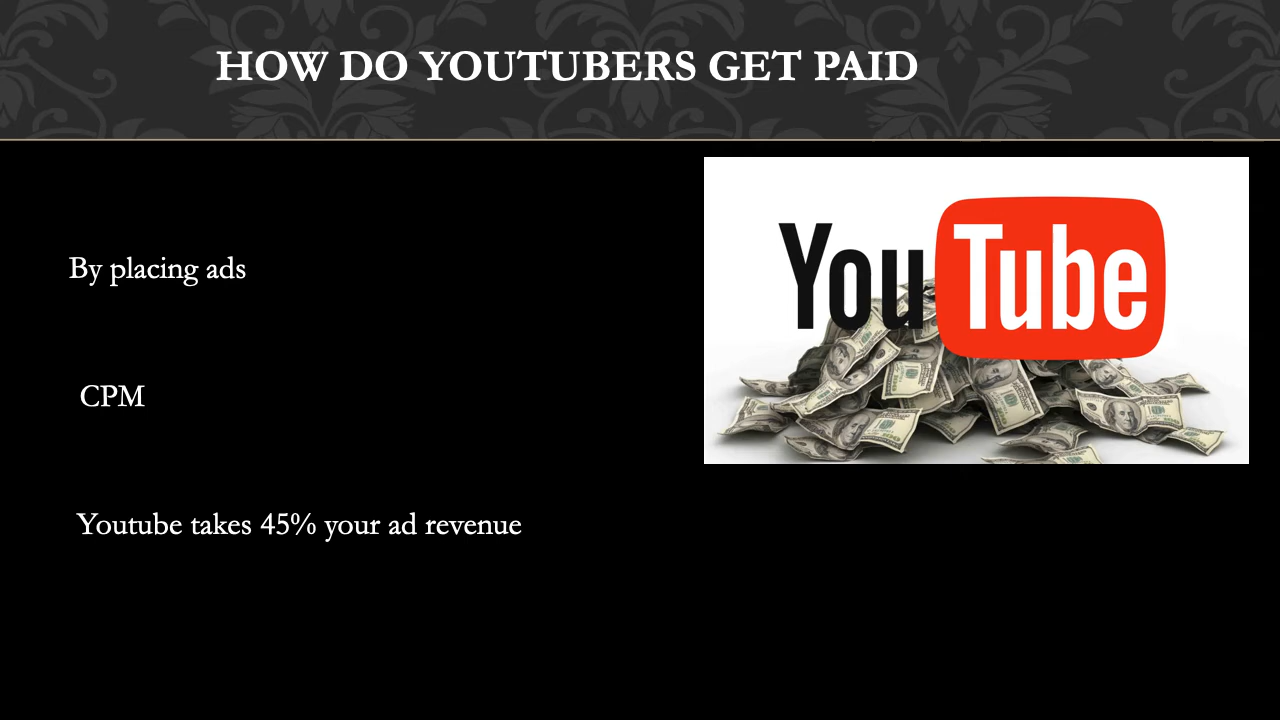 HOW DO YOUTUBERS GET PAID
By placing ads
CPM
Youtube takes 45% your ad revenue
YouTube